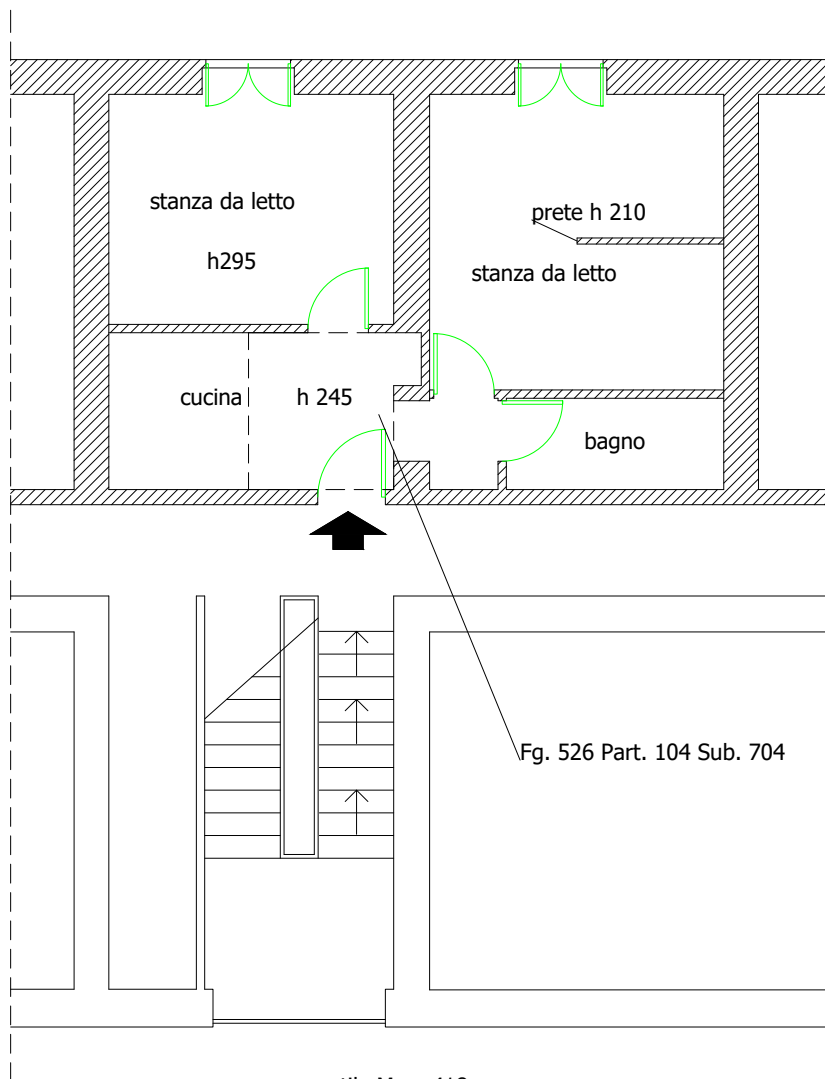 stanza da letto
h295
prete h 210
stanza da letto
cucina
h 245
bagno
Fg. 526 Part. 104 Sub. 704